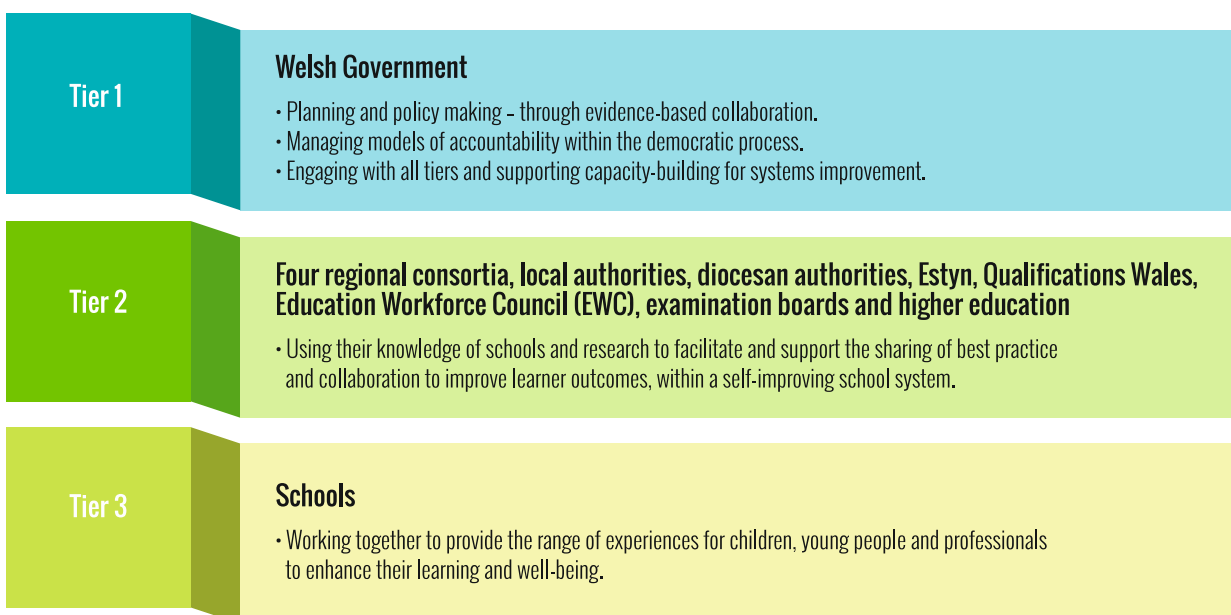 Tier 1
Welsh Government
• Planning and policy making – through evidence-based collaboration.
• Managing models of accountability within the democratic process.
• Engaging with all tiers and supporting capacity-building for systems improvement.
Tier 2
Four regional consortia, local authorities, diocesan authorities, Estyn, Qualifications Wales,
Education Workforce Council (EWC), examination boards and higher education
• Using their knowledge of schools and research to facilitate and support the sharing of best practice
and collaboration to improve learner outcomes, within a self-improving school system.
Tier 3
Schools
• Working together to provide the range of experiences for children, young people and professionals
to enhance their learning and well-being.